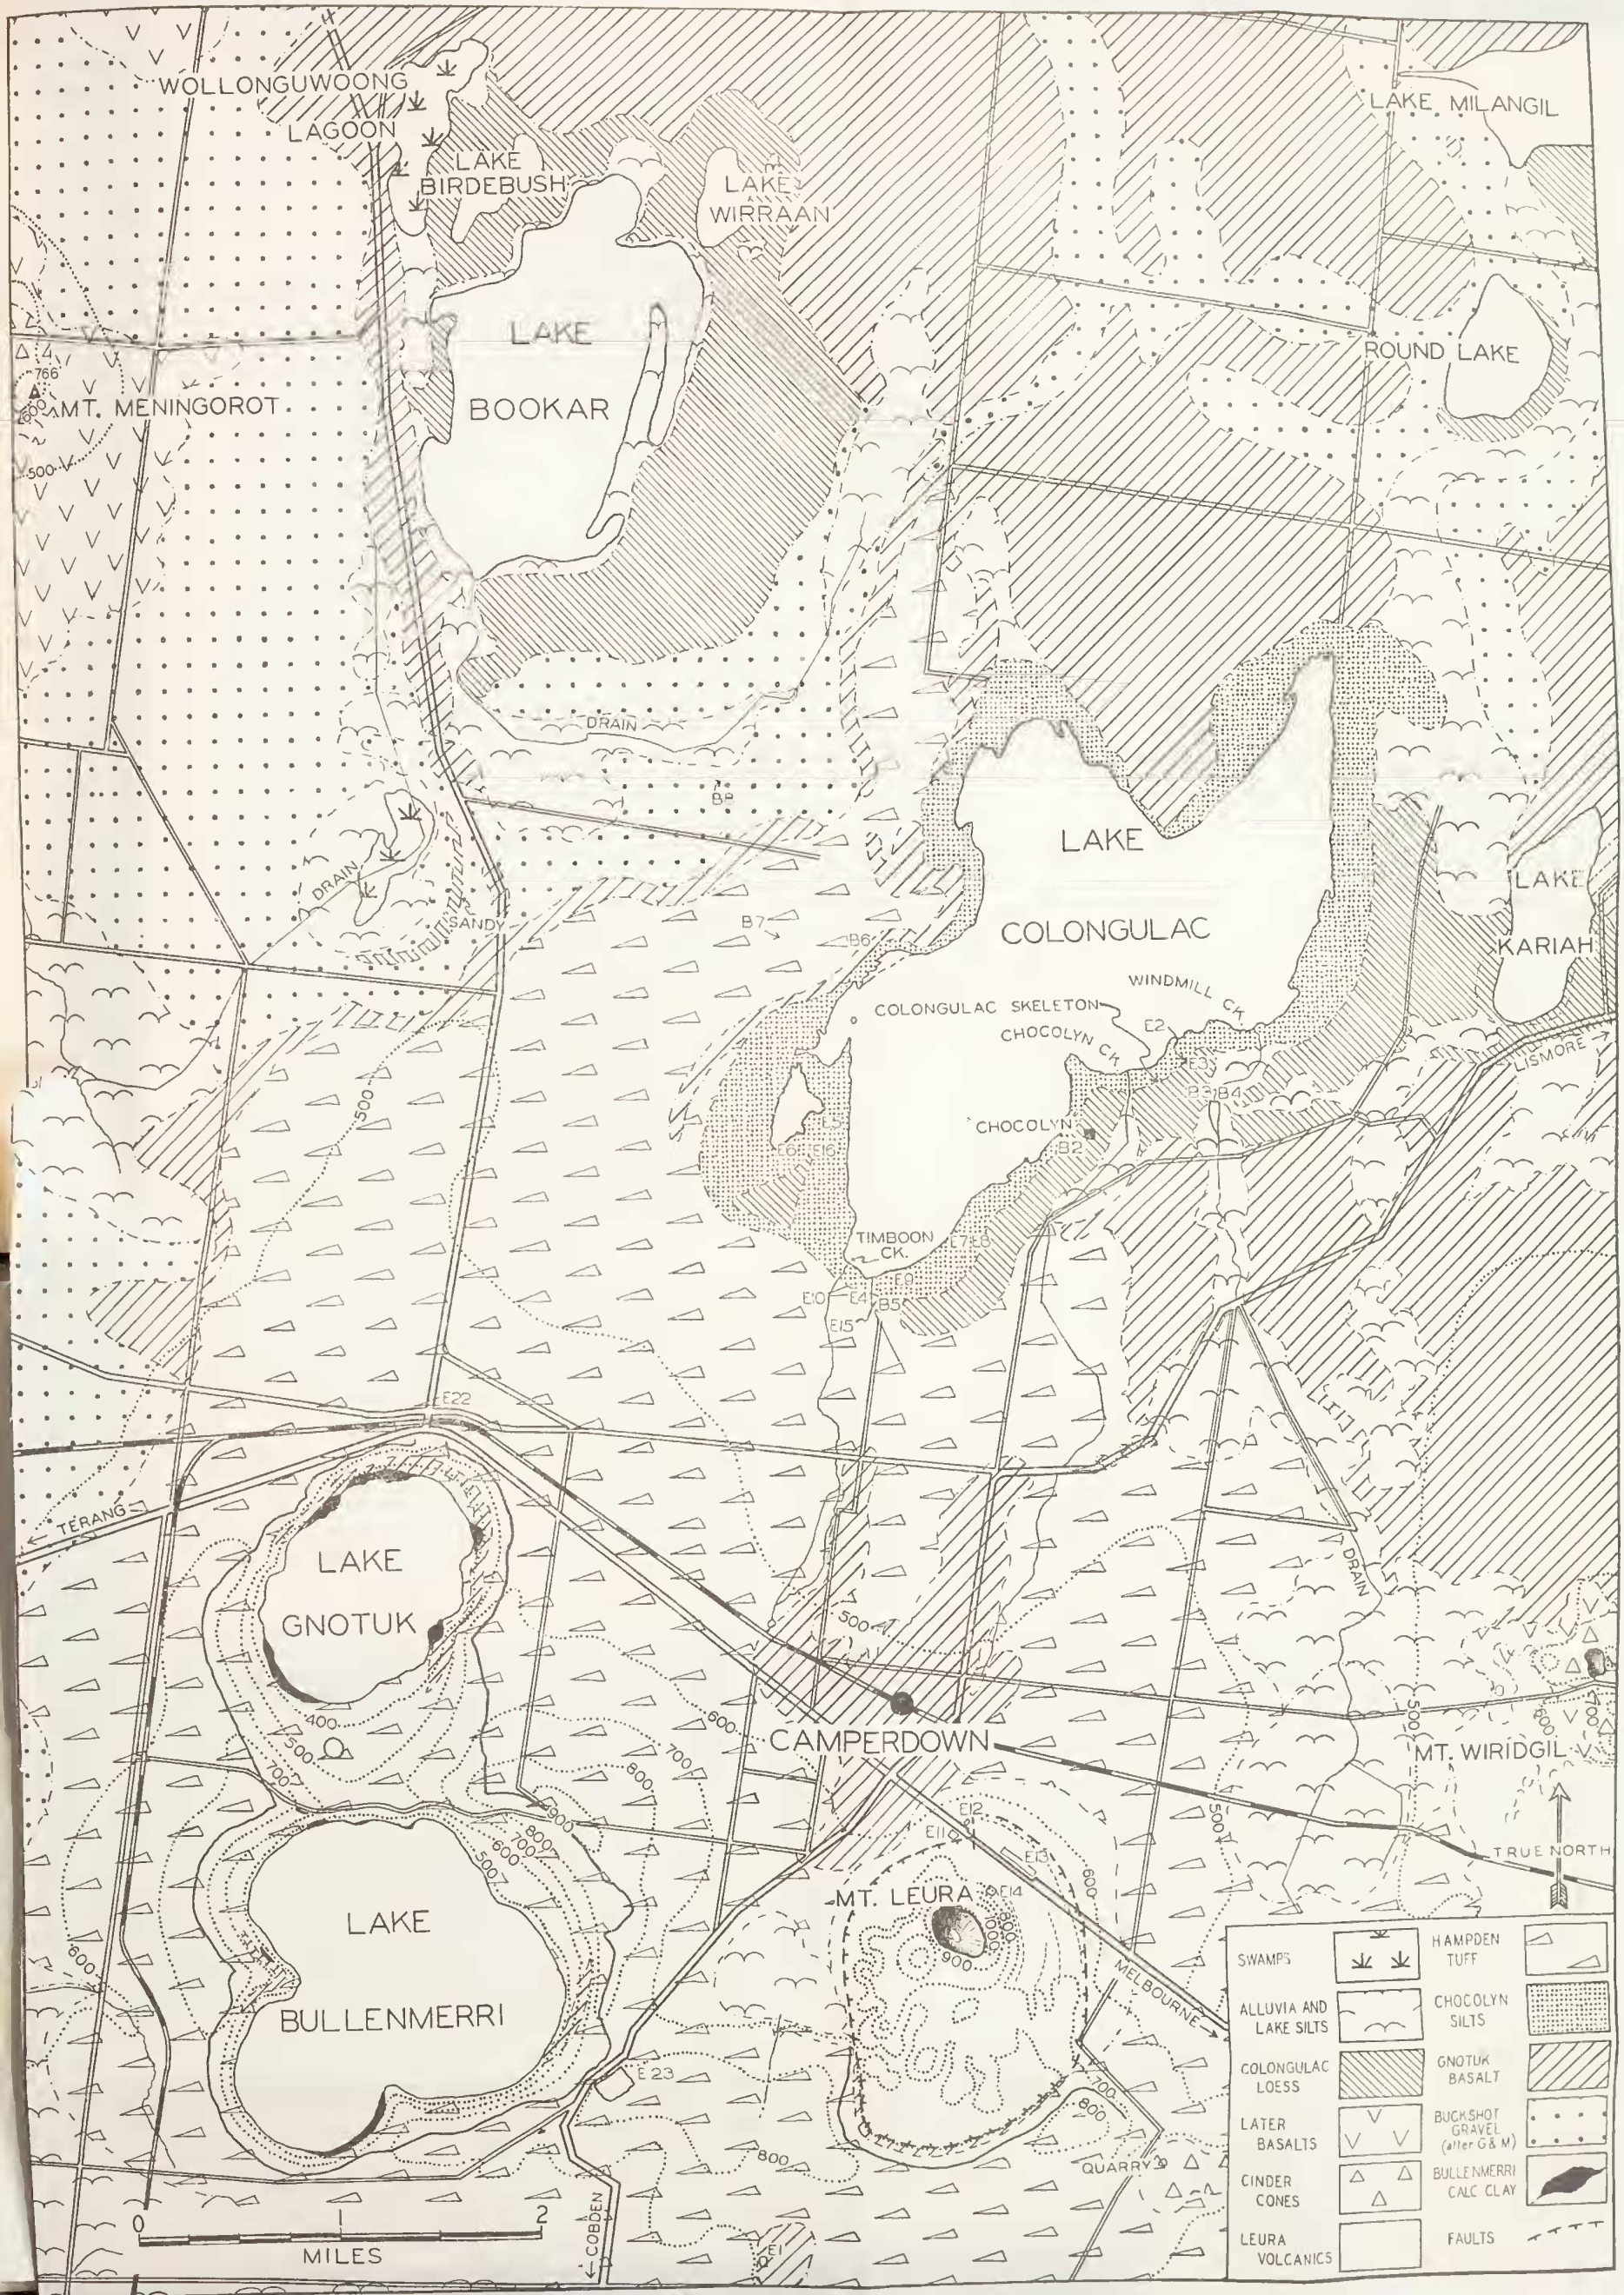 WOLLONGUWOONG
LAGOON
LAKE
BIRDEBUSH
LAKE
WIRRAAN
LAKE MILANGIL
LAKE
BOOKAR
ROUND LAKE
766
MT. MENINGOROT
500
DRAIN
B8
DRAIN
SANDY
B7
B6
LAKE
COLONGULAC
LAKE
KARIAH
WINDMILL CK.
COLONGULAC SKELETON
CHOCOLYN CK.
E2
E3
LISMORE
B3
B4
500
CHOCOLYN
B2
E5
E6
E16
TIMBOON
CK.
E7
E8
E9
E10
E4
B5
E15
E22
TERANG
LAKE
GNOTUK
DRAIN
500
400
500
700
600
700
800
900
CAMPERDOWN
500
600
700
MT. WIRIDGIL
500
TRUE NORTH
E12
E11
E13
600
800
700
600
500
MT. LEURA
E14
800
900
LAKE
BULLENMERRI
600
E23
MELBOURNE
700
800
800
QUARRY
E1
COBDEN
0 1 2
MILES
SWAMPS
HAMPDEN
TUFF
ALLUVIA AND
LAKE SILTS
CHOCOLYN
SILTS
COLONGULAC
LOESS
GNOTUK
BASALT
LATER
BASALTS
BUCKSHOT
GRAVEL
(after G & M)
CINDER
CONES
BULLENMERRI
CALC CLAY
LEURA
VOLCANICS
FAULTS